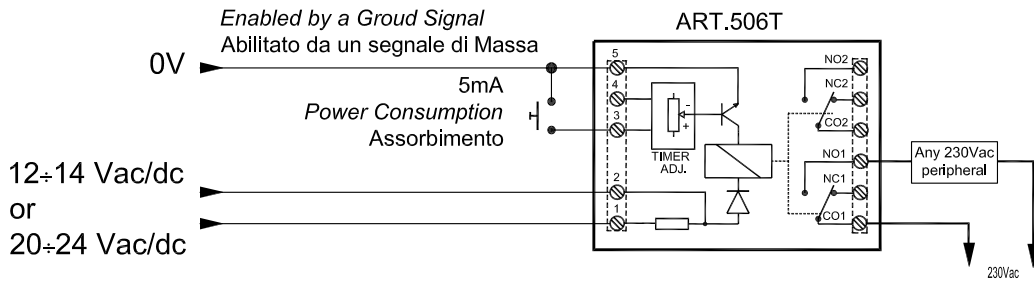 Enabled by a Groud Signal
Abilitato da un segnale di Massa
ART.506T
0V
5mA
Power Consumption
Assorbimento
12÷14 Vac/dc
or
20÷24 Vac/dc
5
4
3
2
1
-
+
TIMER
ADJ.
NO2
NC2
CO2
NO1
NC1
CO1
Any 230Vac
peripheral
230Vac